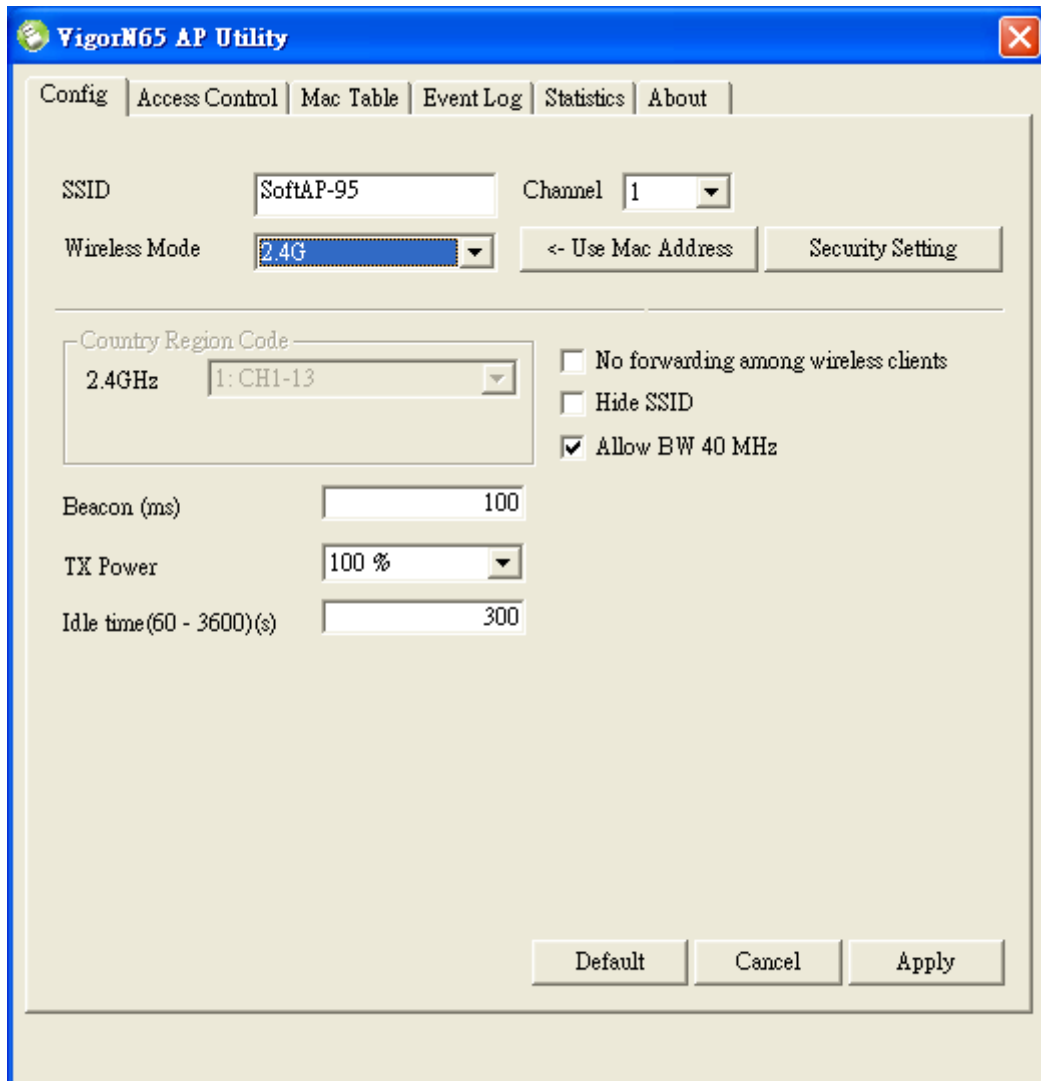 VigorN65 AP Utility
Config Access Control Mac Table Event Log Statistics About
SSID SoftAP-95 Channel 1
Wireless Mode 2.4G <- Use Mac Address Security Setting
Country Region Code
2.4GHz 1: CH1-13
No forwarding among wireless clients
Hide SSID
Allow BW 40 MHz
Beacon (ms) 100
TX Power 100 %
Idle time(60 - 3600)(s) 300
Default Cancel Apply